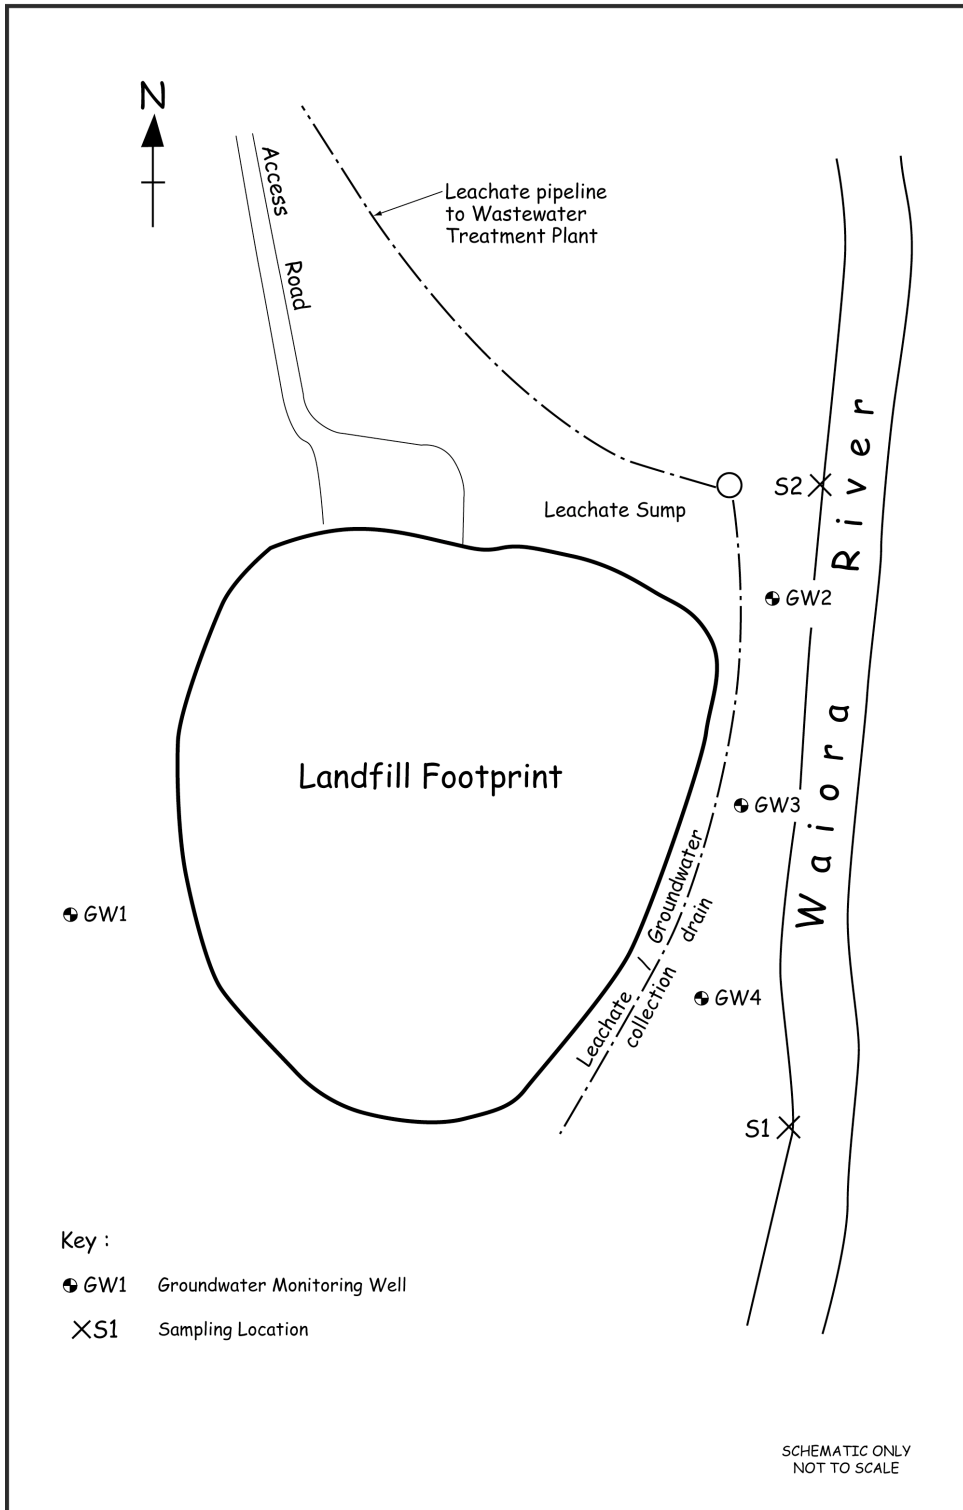 N
Access
Road
Leachate pipeline
to Wastewater
Treatment Plant
S2
Leachate Sump
GW2
Waiora River
Landfill Footprint
GW3
Groundwater
drain
GW1
Leachate /
collection
GW4
S1
Key :
GW1 Groundwater Monitoring Well
S1 Sampling Location
SCHEMATIC ONLY
NOT TO SCALE